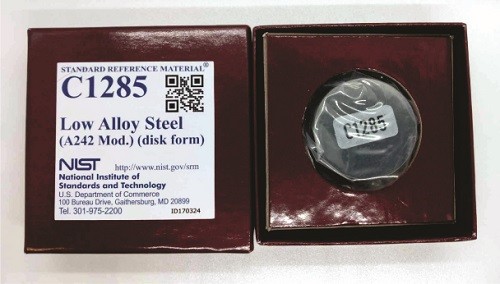 STANDARD REFERENCE MATERIAL®
C1285
Low Alloy Steel
(A242 Mod.) (disk form)
NIST http://www.nist.gov/srm
National Institute of
Standards and Technology
U.S. Department of Commerce
100 Bureau Drive, Gaithersburg, MD 20899
Tel. 301-975-2200 ID170324
C1285